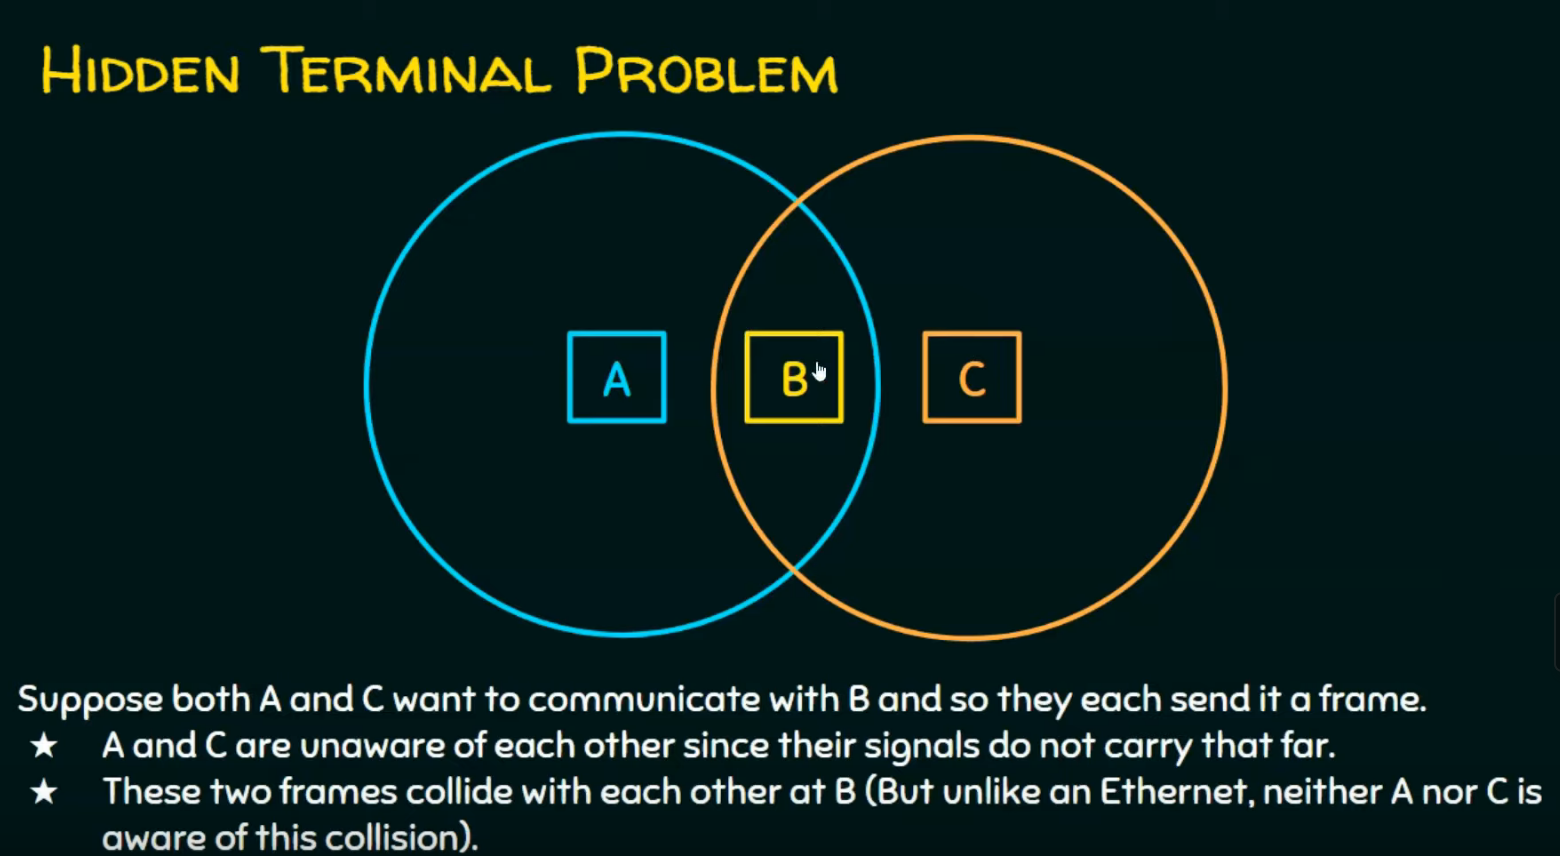 HIDDEN TERMINAL PROBLEM
A
B
C
Suppose both A and C want to communicate with B and so they each send it a frame.
★ A and C are unaware of each other since their signals do not carry that far.
★ These two frames collide with each other at B (But unlike an Ethernet, neither A nor C is
aware of this collision).